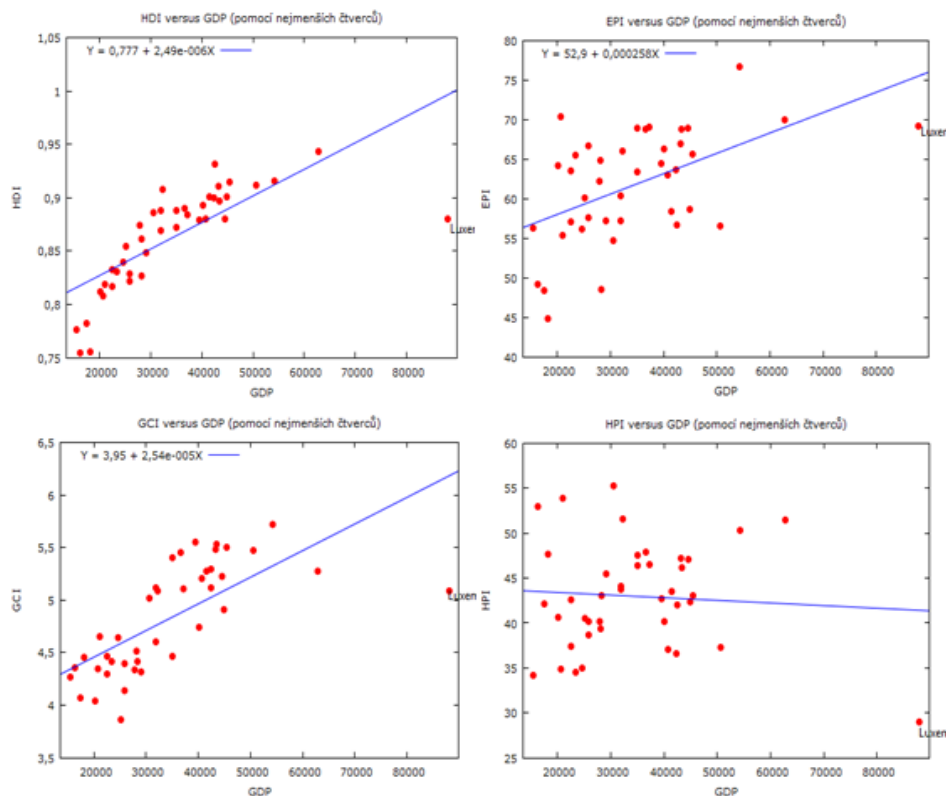 HDI versus GDP (pomocí nejmenších čtverců)
1,05
Y = 0,777 + 2,49e-006X
1
0,95
HDI
0,9
Luxen
0,85
0,8
0,75
20000 30000 40000 50000 60000 70000 80000
GDP
EPI versus GDP (pomocí nejmenších čtverců)
80
Y = 52,9 + 0,000258X
75
70
Luxen
65
EPI
60
55
50
45
40
20000 30000 40000 50000 60000 70000 80000
GDP
GCI versus GDP (pomocí nejmenších čtverců)
6,5
Y = 3,95 + 2,54e-005X
6
5,5
GCI
5
Luxen
4,5
4
3,5
20000 30000 40000 50000 60000 70000 80000
GDP
HPI versus GDP (pomocí nejmenších čtverců)
60
55
50
45
HPI
40
35
30
Luxen
25
20000 30000 40000 50000 60000 70000 80000
GDP